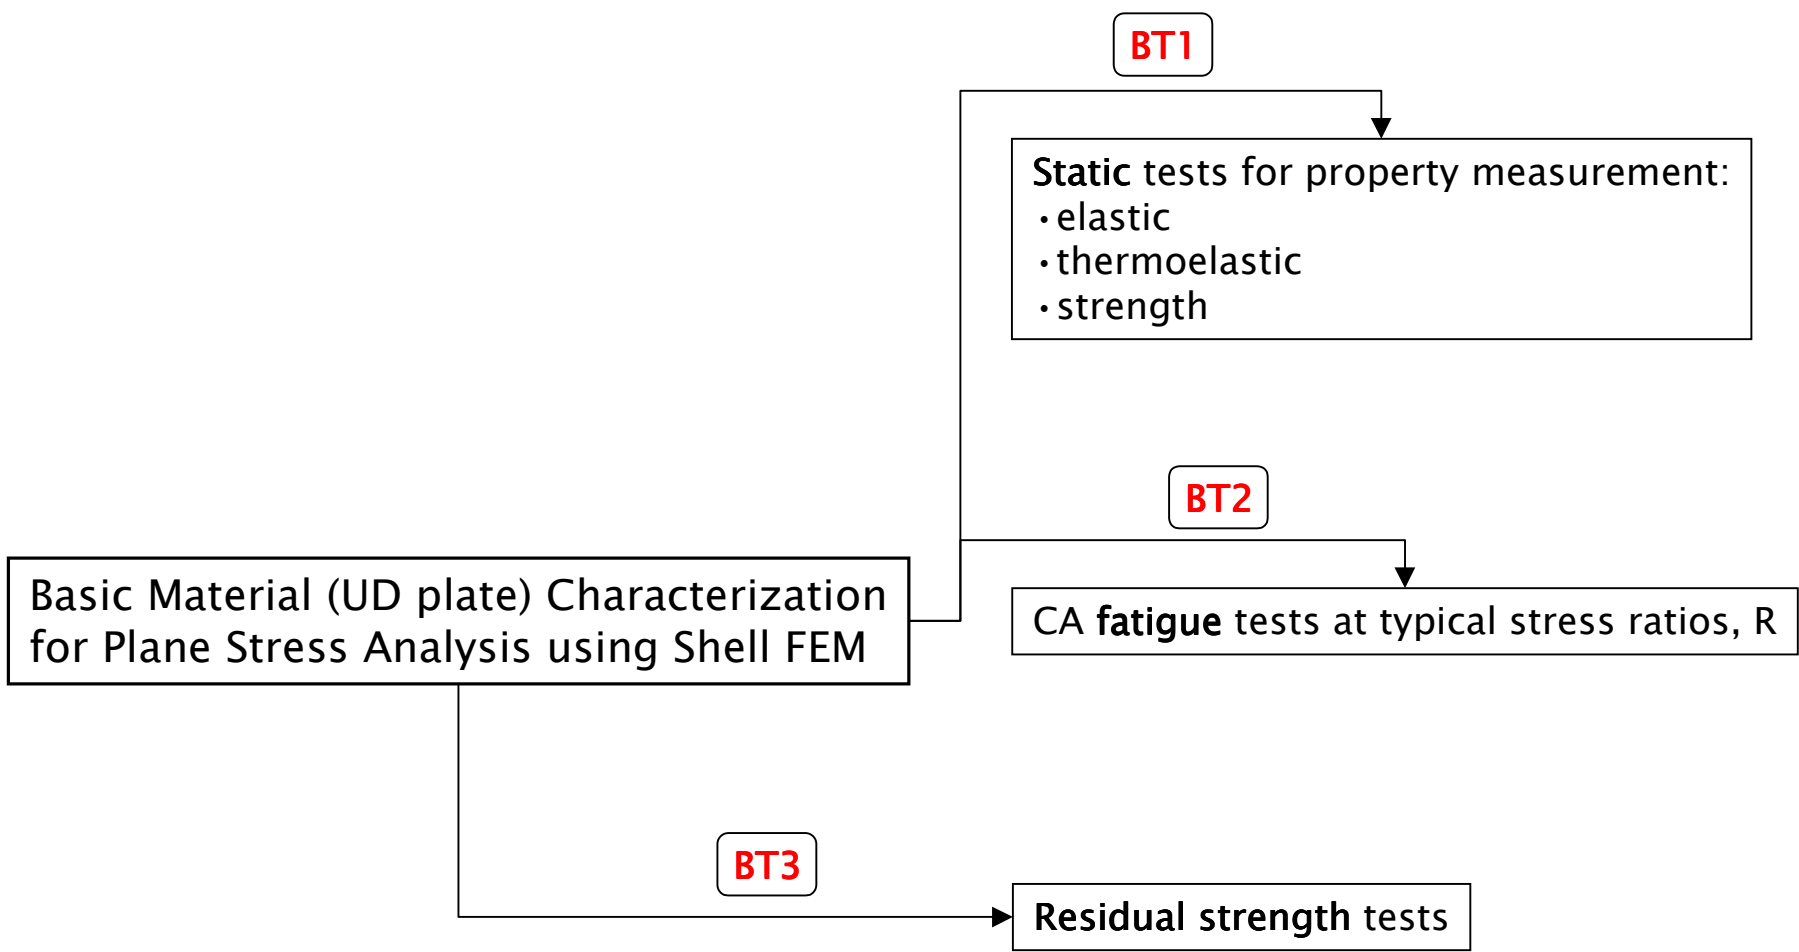 BT1
Static tests for property measurement:
• elastic
• thermoelastic
• strength
BT2
Basic Material (UD plate) Characterization
for Plane Stress Analysis using Shell FEM
CA fatigue tests at typical stress ratios, R
BT3
Residual strength tests